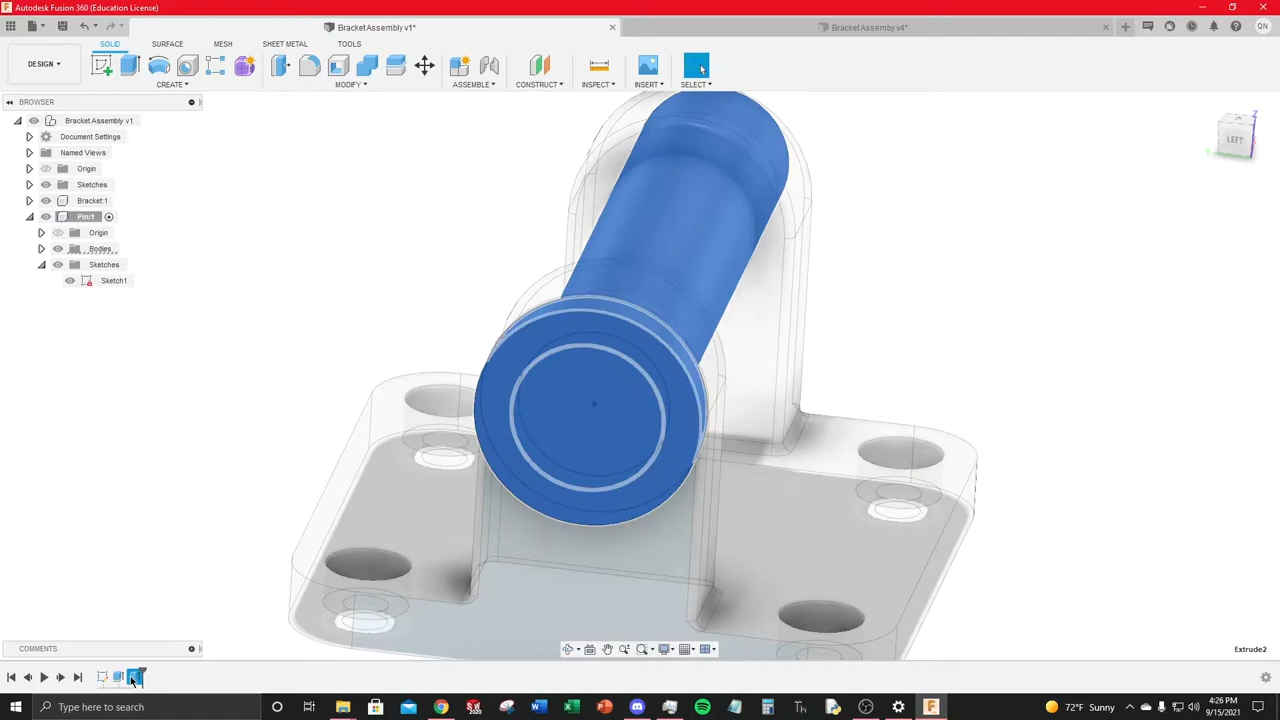 Autodesk Fusion 360 (Education License)
Bracket Assembly v1*
Bracket Assemby v4*
QN
SOLID SURFACE MESH SHEET METAL TOOLS
DESIGN
CREATE MODIFY ASSEMBLE CONSTRUCT INSPECT INSERT SELECT
BROWSER
Bracket Assembly v1
Document Settings
Named Views
Origin
Sketches
Bracket:1
Pin:1
Origin
Bodies
Sketches
Sketch1
Z
LEFT
COMMENTS
Extrude2
Type here to search
72°F Sunny
4:26 PM
9/15/2021